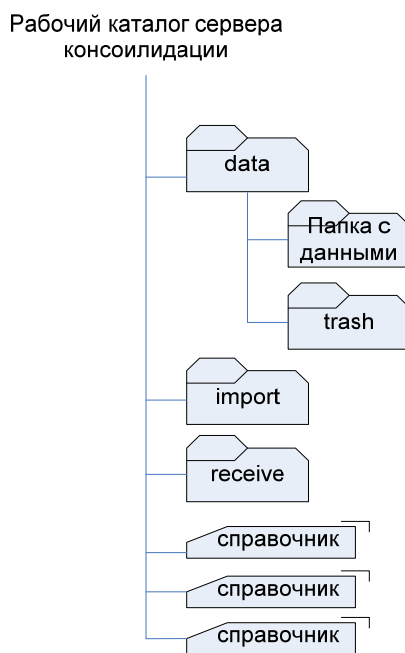 Рабочий каталог сервера
консоилидации
data
Папка с
данными
trash
import
receive
справочник
справочник
справочник